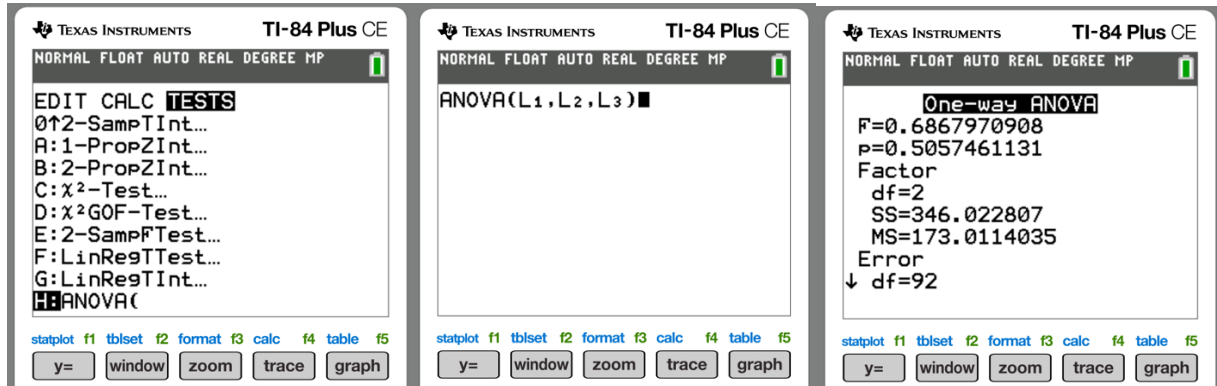 TEXAS INSTRUMENTS TI-84 Plus CE
NORMAL FLOAT AUTO REAL DEGREE MP
EDIT CALC TESTS
0↑2-SampTInt…
A:1-PropZInt…
B:2-PropZInt…
C:χ²-Test…
D:χ²GOF-Test…
E:2-SampFTest…
F:LinRegTTest…
G:LinRegTInt…
H:ANOVA(
statplot f1 tblset f2 format f3 calc f4 table f5
y= window zoom trace graph
TEXAS INSTRUMENTS TI-84 Plus CE
NORMAL FLOAT AUTO REAL DEGREE MP
ANOVA(L₁,L₂,L₃)
statplot f1 tblset f2 format f3 calc f4 table f5
y= window zoom trace graph
TEXAS INSTRUMENTS TI-84 Plus CE
NORMAL FLOAT AUTO REAL DEGREE MP
One-way ANOVA
F=0.6867970908
p=0.5057461131
Factor
df=2
SS=346.022807
MS=173.0114035
Error
↓ df=92
statplot f1 tblset f2 format f3 calc f4 table f5
y= window zoom trace graph